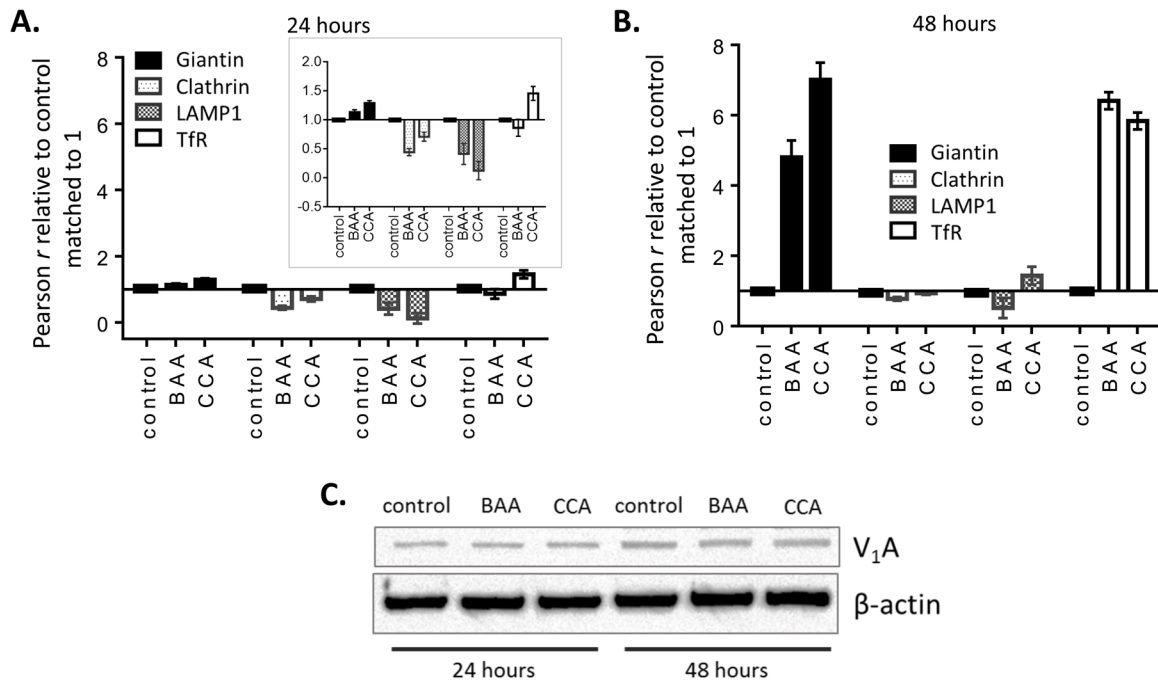 A.
24 hours
Pearson r relative to control
matched to 1
8
6
4
2
0
Giantin
Clathrin
LAMP1
TfR
2.0
1.5
1.0
0.5
0.0
-0.5
control
BAA
CCA
control
BAA
CCA
control
BAA
CCA
control
BAA
CCA
control
BAA
CCA
control
BAA
CCA
control
BAA
CCA
control
BAA
CCA
B.
48 hours
Pearson r relative to control
matched to 1
8
6
4
2
0
Giantin
Clathrin
LAMP1
TfR
control
BAA
CCA
control
BAA
CCA
control
BAA
CCA
control
BAA
CCA
C.
control BAA CCA control BAA CCA
V₁A
β-actin
24 hours 48 hours